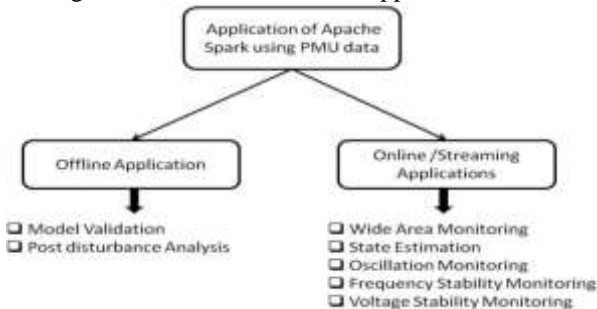 Application of Apache
Spark using PMU data
Offline Application
Model Validation
Post disturbance Analysis
Online /Streaming
Applications
Wide Area Monitoring
State Estimation
Oscillation Monitoring
Frequency Stability Monitoring
Voltage Stability Monitoring